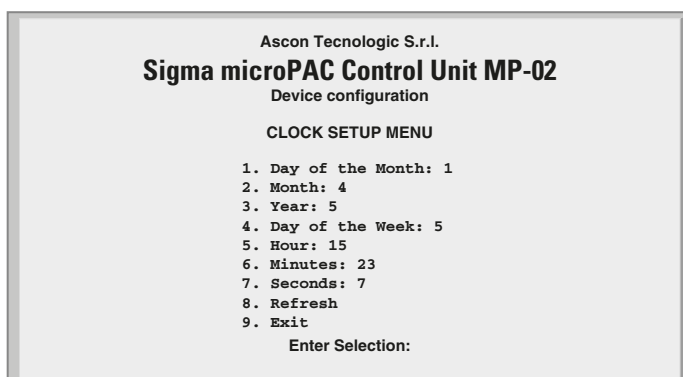 Ascon Tecnologic S.r.l.
Sigma microPAC Control Unit MP-02
Device configuration
CLOCK SETUP MENU
1. Day of the Month: 1
2. Month: 4
3. Year: 5
4. Day of the Week: 5
5. Hour: 15
6. Minutes: 23
7. Seconds: 7
8. Refresh
9. Exit
Enter Selection: